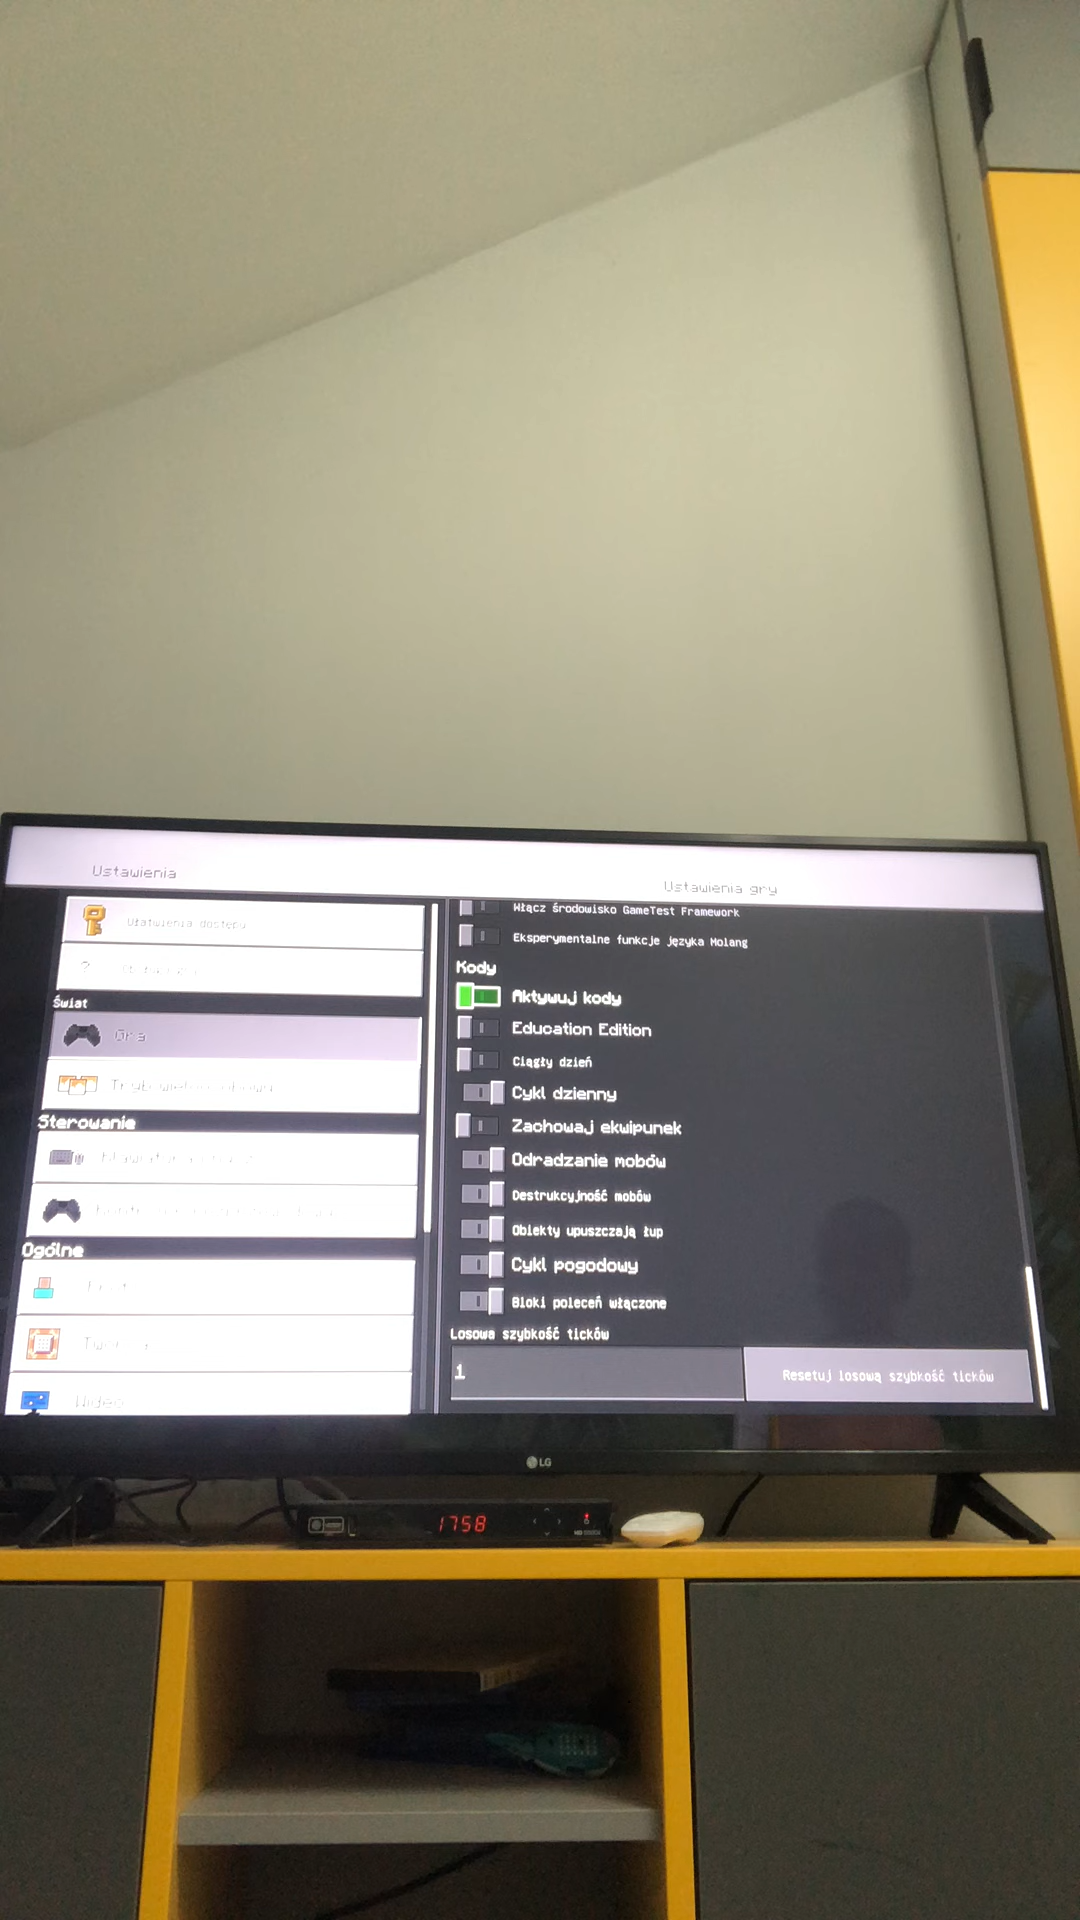 Ustawienia
Ustawienia gry
Ułatwienia dostępu
?
Świat
Gra
Tryb wieloosobowy
Sterowanie
Ogólne
Wideo
Włącz środowisko GameTest Framework
Eksperymentalne funkcje języka Molang
Kody
Aktywuj kody
Education Edition
Ciągły dzień
Cykl dzienny
Zachowaj ekwipunek
Odradzanie mobów
Destrukcyjność mobów
Obiekty upuszczają łup
Cykl pogodowy
Bloki poleceń włączone
Losowa szybkość ticków
1
Resetuj losową szybkość ticków
LG
1758